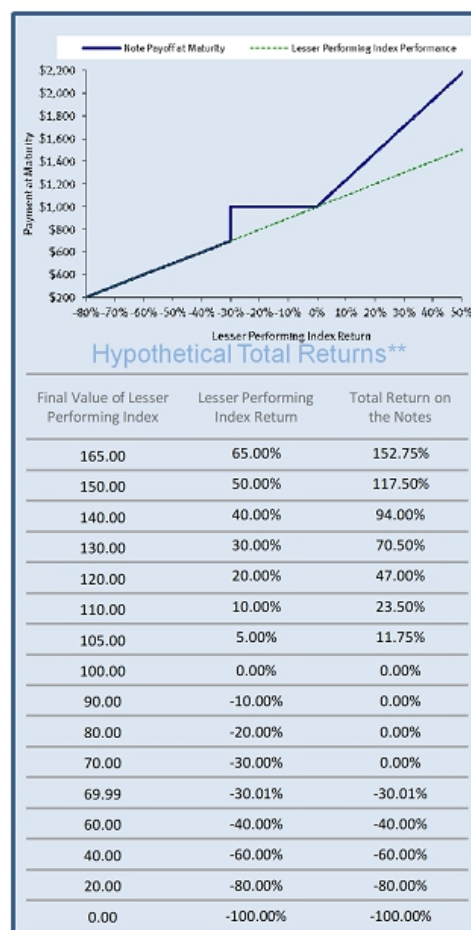 Note Payoff at Maturity Lesser Performing Index Performance
$2,200
$2,000
$1,800
$1,600
$1,400
$1,200
$1,000
$800
$600
$400
$200
Payment at Maturity
-80% -70% -60% -50% -40% -30% -20% -10% 0% 10% 20% 30% 40% 50%
Lesser Performing Index Return
Hypothetical Total Returns**
Final Value of Lesser Performing Index Lesser Performing Index Return Total Return on the Notes
165.00 65.00% 152.75%
150.00 50.00% 117.50%
140.00 40.00% 94.00%
130.00 30.00% 70.50%
120.00 20.00% 47.00%
110.00 10.00% 23.50%
105.00 5.00% 11.75%
100.00 0.00% 0.00%
90.00 -10.00% 0.00%
80.00 -20.00% 0.00%
70.00 -30.00% 0.00%
69.99 -30.01% -30.01%
60.00 -40.00% -40.00%
40.00 -60.00% -60.00%
20.00 -80.00% -80.00%
0.00 -100.00% -100.00%